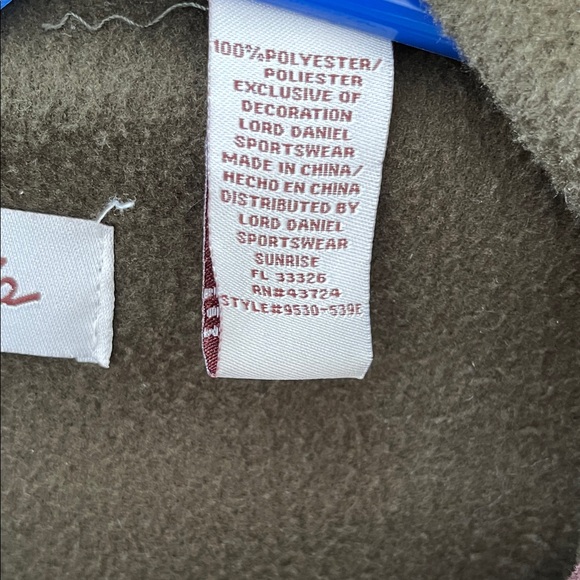 100%POLYESTER/
POLIESTER
EXCLUSIVE OF
DECORATION
LORD DANIEL
SPORTSWEAR
MADE IN CHINA/
HECHO EN CHINA
DISTRIBUTED BY
LORD DANIEL
SPORTSWEAR
SUNRISE
FL 33326
RN#43724
STYLE#9530-539E